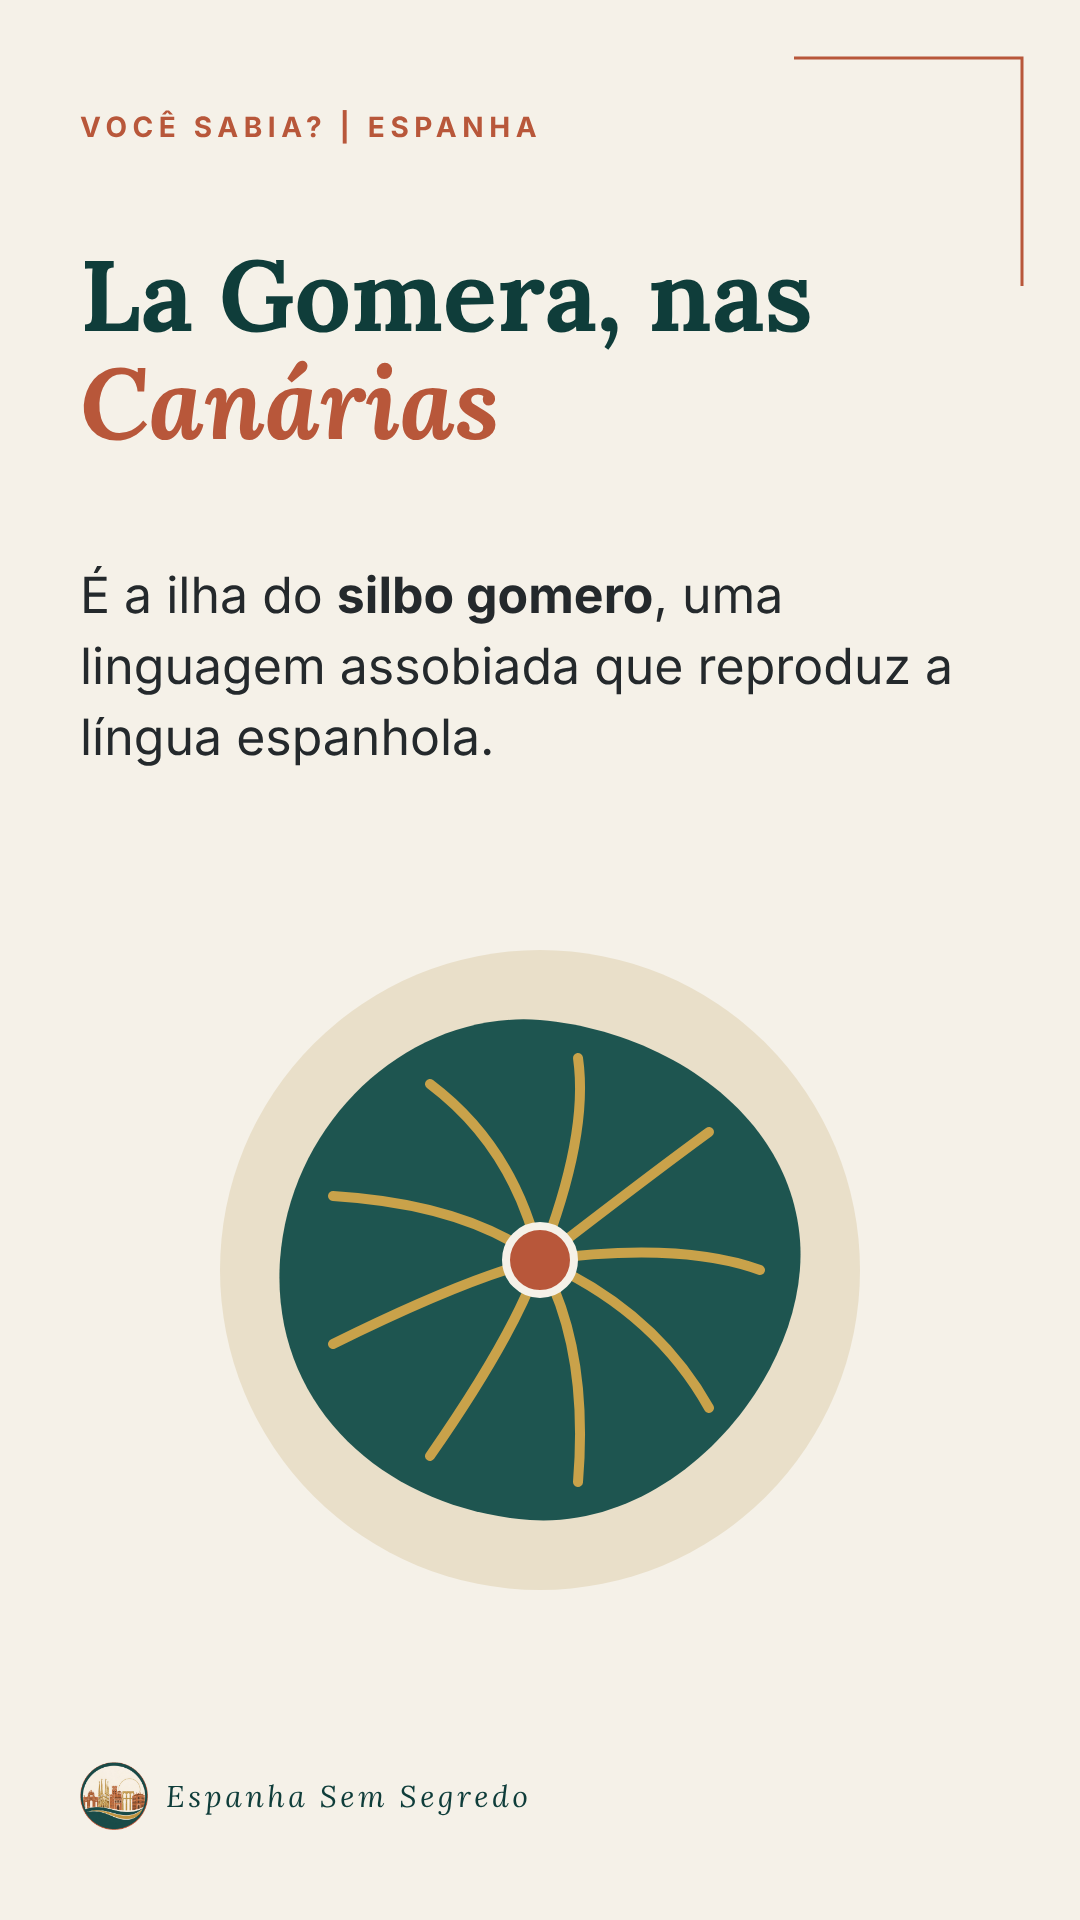 VOCÊ SABIA? | ESPANHA
La Gomera, nas
Canárias
É a ilha do silbo gomero, uma
linguagem assobiada que reproduz a
língua espanhola.
Espanha Sem Segredo